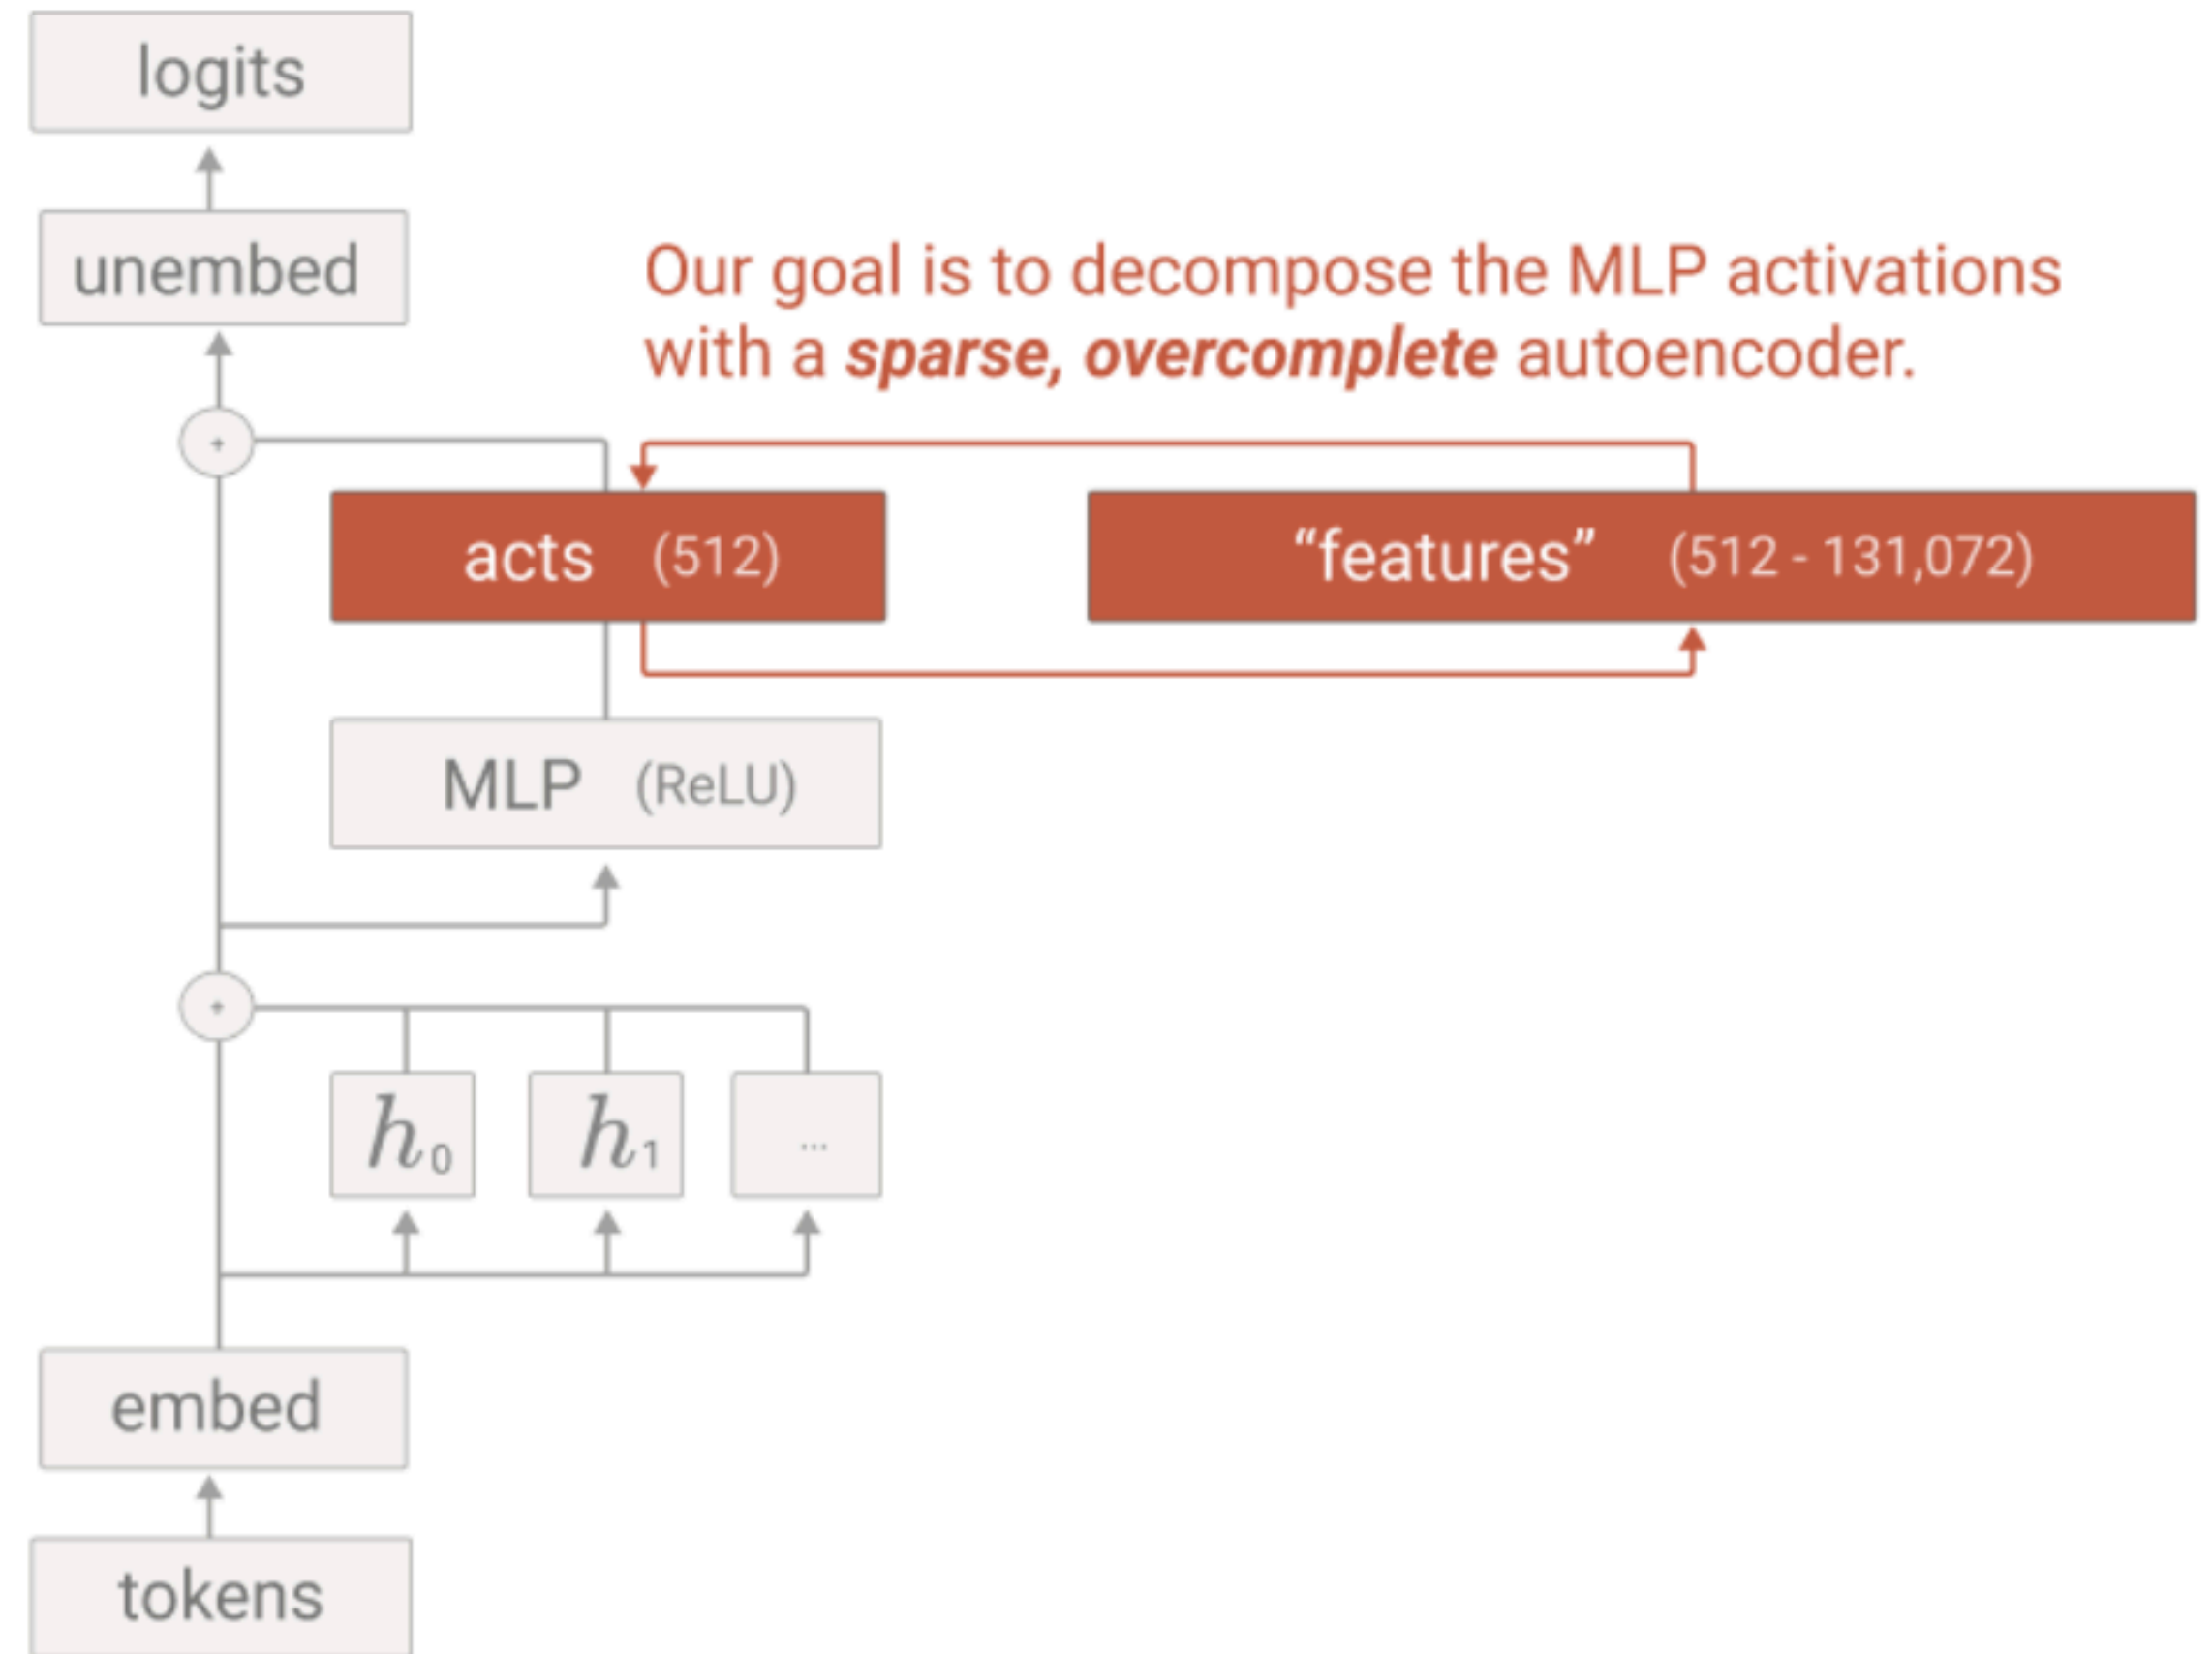 logits
unembed
Our goal is to decompose the MLP activations
with a sparse, overcomplete autoencoder.
+
acts (512)
“features” (512 - 131,072)
MLP (ReLU)
+
h0
h1
...
embed
tokens